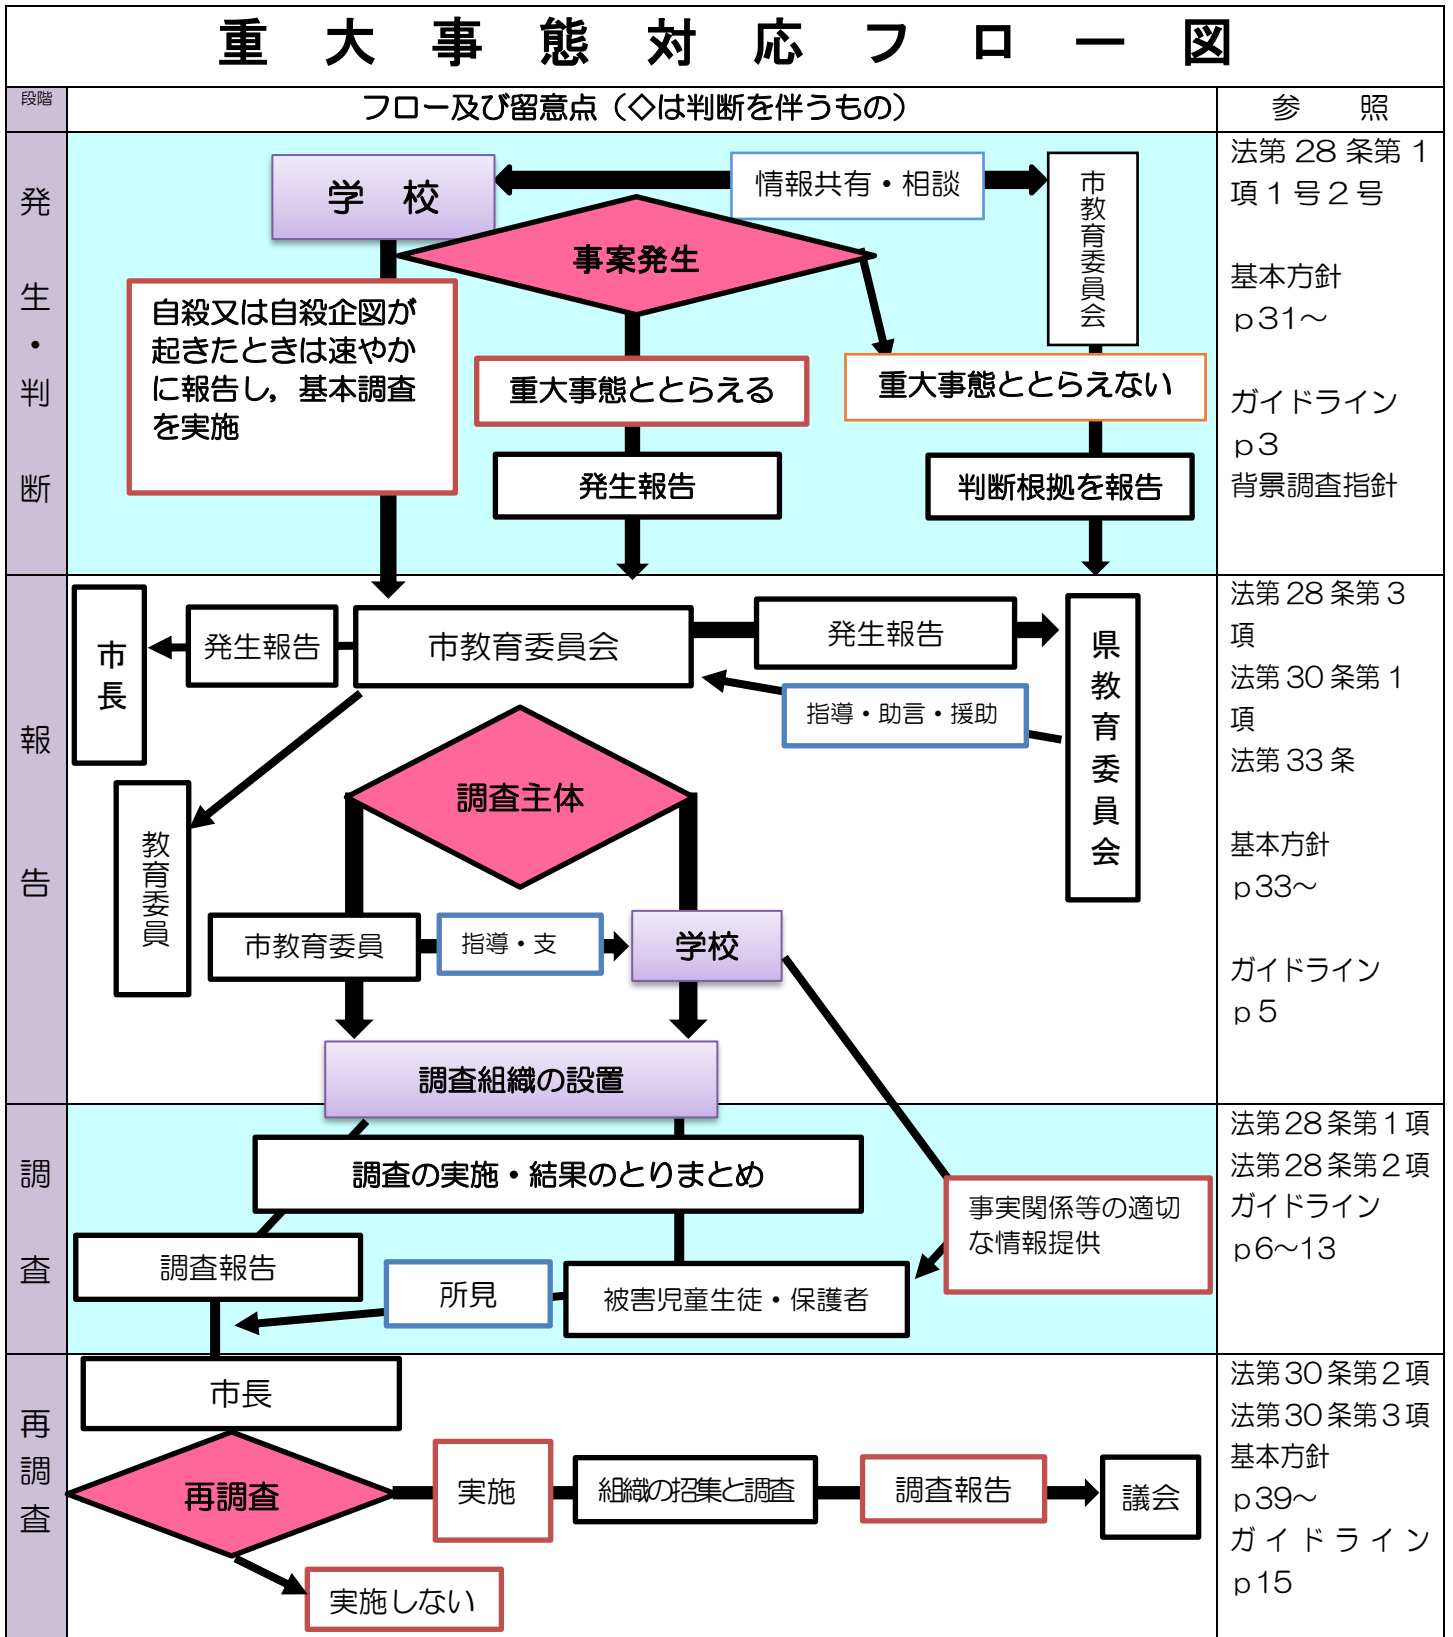 重大事態対応フロー図
段階
フロー及び留意点（◇は判断を伴うもの）
参 照
発生・判断
学 校
情報共有・相談
市教育委員会
事案発生
自殺又は自殺企図が
起きたときは速やか
に報告し，基本調査
を実施
重大事態ととらえる
重大事態ととらえない
発生報告
判断根拠を報告
法第 28 条第 1
項 1 号 2 号
基本方針
p31～
ガイドライン
p3
背景調査指針
報告
市長
発生報告
市教育委員会
発生報告
県教育委員会
指導・助言・援助
調査主体
教育委員
市教育委員
指導・支
学校
調査組織の設置
法第 28 条第 3
項
法第 30 条第 1
項
法第 33 条
基本方針
p33～
ガイドライン
p5
調査
調査の実施・結果のとりまとめ
事実関係等の適切
な情報提供
調査報告
所見
被害児童生徒・保護者
法第28条第1項
法第28条第2項
ガイドライン
p6～13
再調査
市長
再調査
実施
組織の招集と調査
調査報告
議会
実施しない
法第30条第2項
法第30条第3項
基本方針
p39～
ガイドライン
p15